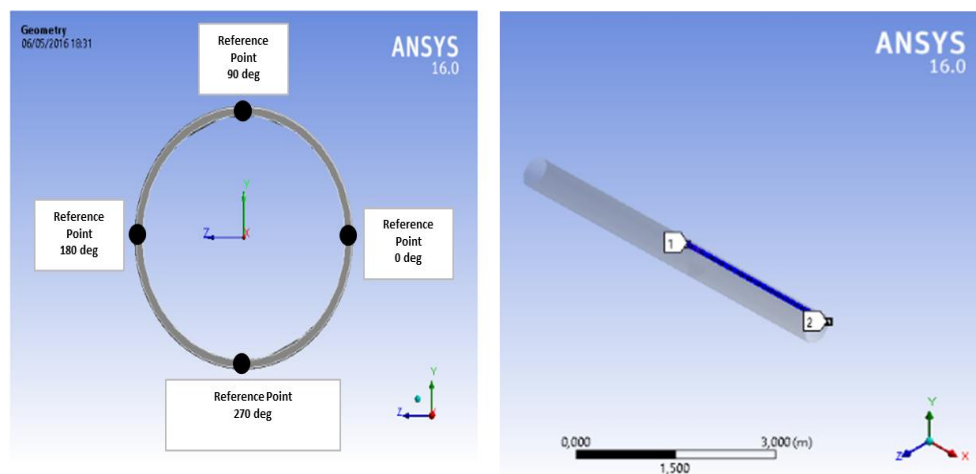 Geometry
06/05/2016 18:31
Reference
Point
90 deg
ANSYS
16.0
Y
Z
X
Reference
Point
180 deg
Reference
Point
0 deg
Reference Point
270 deg
Y
Z
ANSYS
16.0
1
2
0,000
3,000 (m)
1,500
Y
Z
X